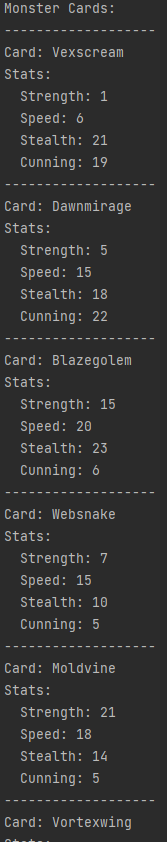 Monster Cards:
-------------------
Card: Vexscream
Stats:
  Strength: 1
  Speed: 6
  Stealth: 21
  Cunning: 19
-------------------
Card: Dawnmirage
Stats:
  Strength: 5
  Speed: 15
  Stealth: 18
  Cunning: 22
-------------------
Card: Blazegolem
Stats:
  Strength: 15
  Speed: 20
  Stealth: 23
  Cunning: 6
-------------------
Card: Websnake
Stats:
  Strength: 7
  Speed: 15
  Stealth: 10
  Cunning: 5
-------------------
Card: Moldvine
Stats:
  Strength: 21
  Speed: 18
  Stealth: 14
  Cunning: 5
-------------------
Card: Vortexwing
Stats: